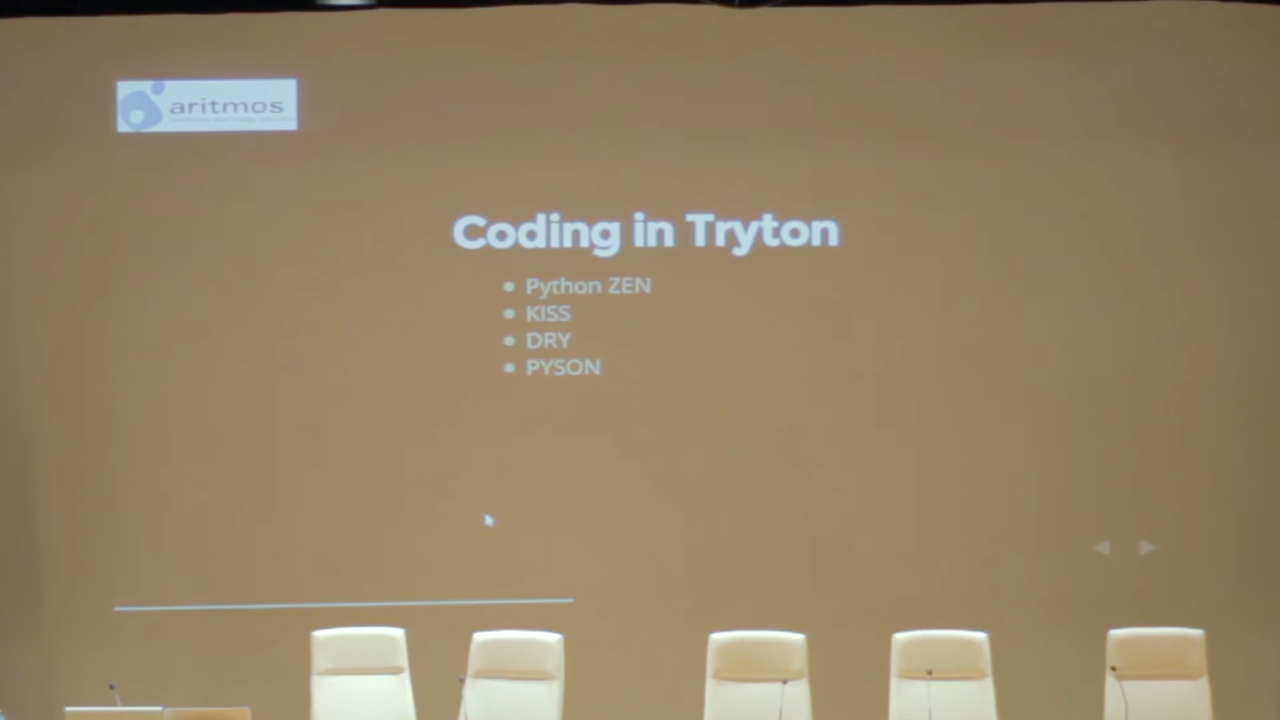 aritmos
Coding in Tryton
• Python ZEN
• KISS
• DRY
• PYSON